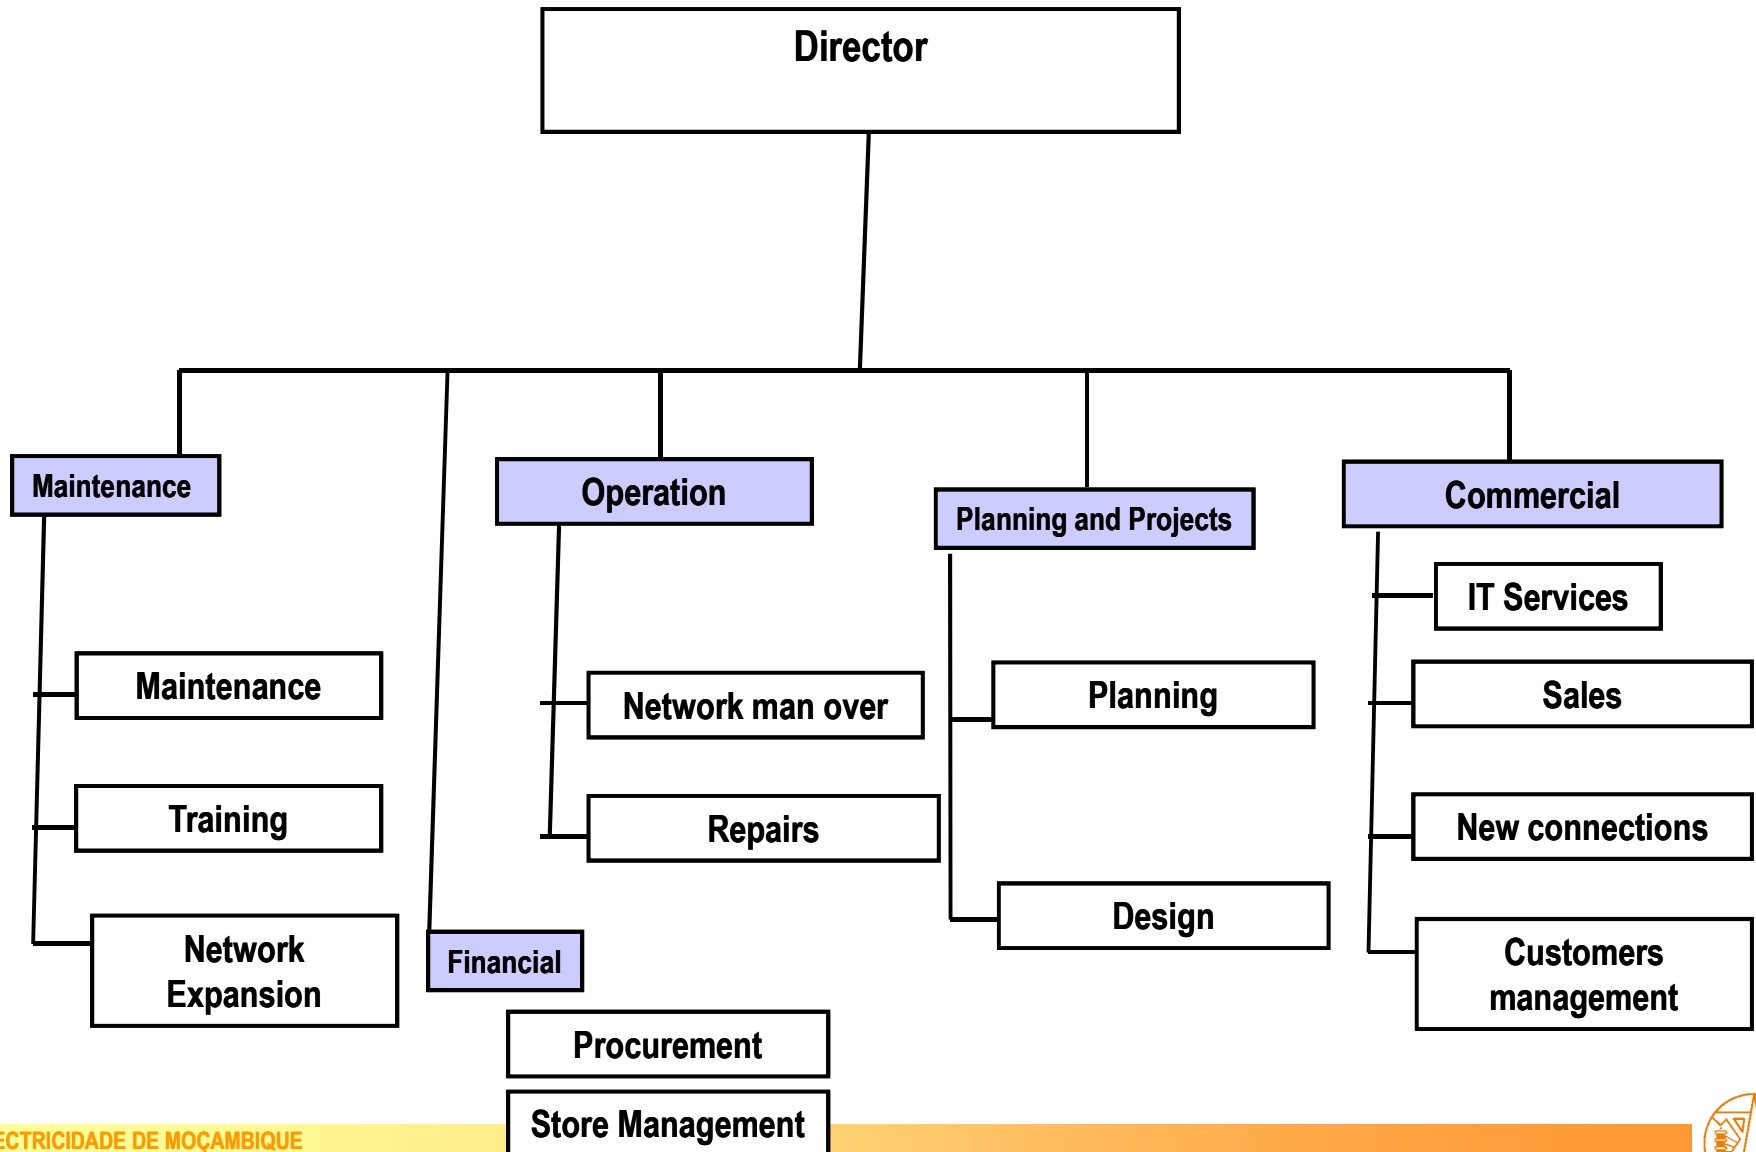 Director
Maintenance
Operation
Planning and Projects
Commercial
IT Services
Maintenance
Network man over
Planning
Sales
Training
Repairs
New connections
Network
Expansion
Financial
Design
Customers
management
Procurement
Store Management
ECTRICIDADE DE MOÇAMBIQUE